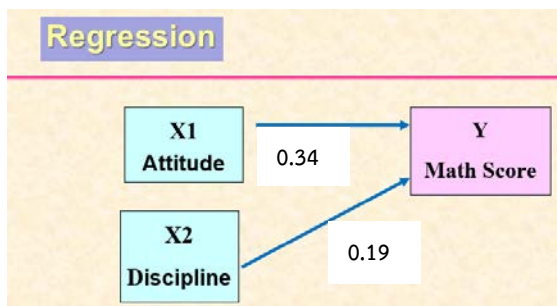 Regression
X1
Attitude
0.34
Y
Math Score
X2
Discipline
0.19